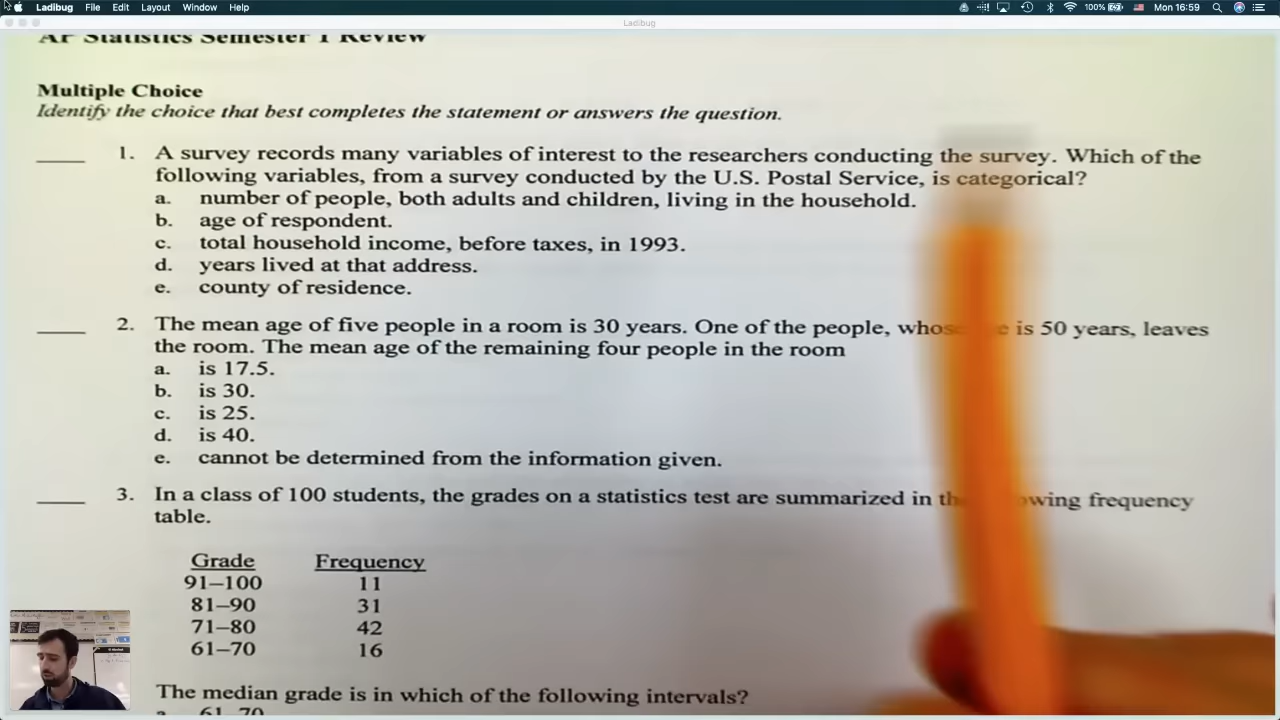 Ladibug File Edit Layout Window Help 100% Mon 16:59
Ladibug
AP Statistics Semester 1 Review
Multiple Choice
Identify the choice that best completes the statement or answers the question.
1. A survey records many variables of interest to the researchers conducting the survey. Which of the
following variables, from a survey conducted by the U.S. Postal Service, is categorical?
a. number of people, both adults and children, living in the household.
b. age of respondent.
c. total household income, before taxes, in 1993.
d. years lived at that address.
e. county of residence.
2. The mean age of five people in a room is 30 years. One of the people, is 50 years, leaves
the room. The mean age of the remaining four people in the room
a. is 17.5.
b. is 30.
c. is 25.
d. is 40.
e. cannot be determined from the information given.
3. In a class of 100 students, the grades on a statistics test are summarized in frequency
table.
Grade Frequency
91–100 11
81–90 31
71–80 42
61–70 16
The median grade is in which of the following intervals?
a. 61–70